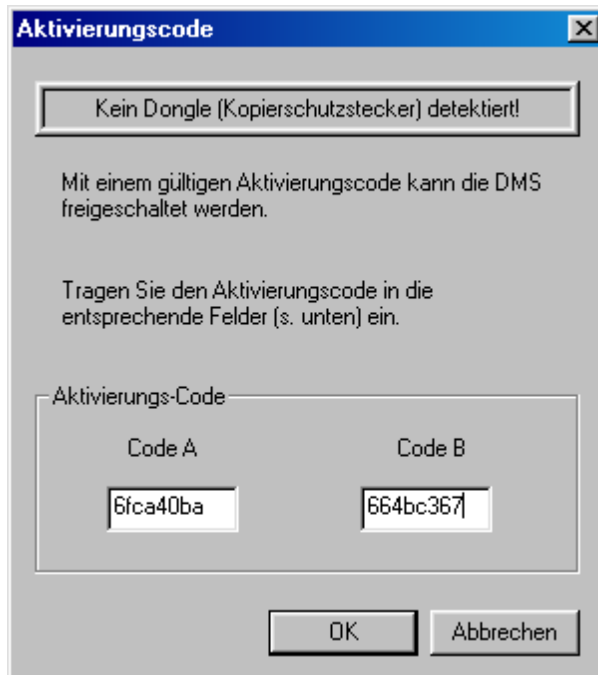 Aktivierungscode
Kein Dongle (Kopierschutzstecker) detektiert!
Mit einem gültigen Aktivierungscode kann die DMS
freigeschaltet werden.
Tragen Sie den Aktivierungscode in die
entsprechende Felder (s. unten) ein.
Aktivierungs-Code
Code A Code B
6fca40ba 664bc367
OK Abbrechen